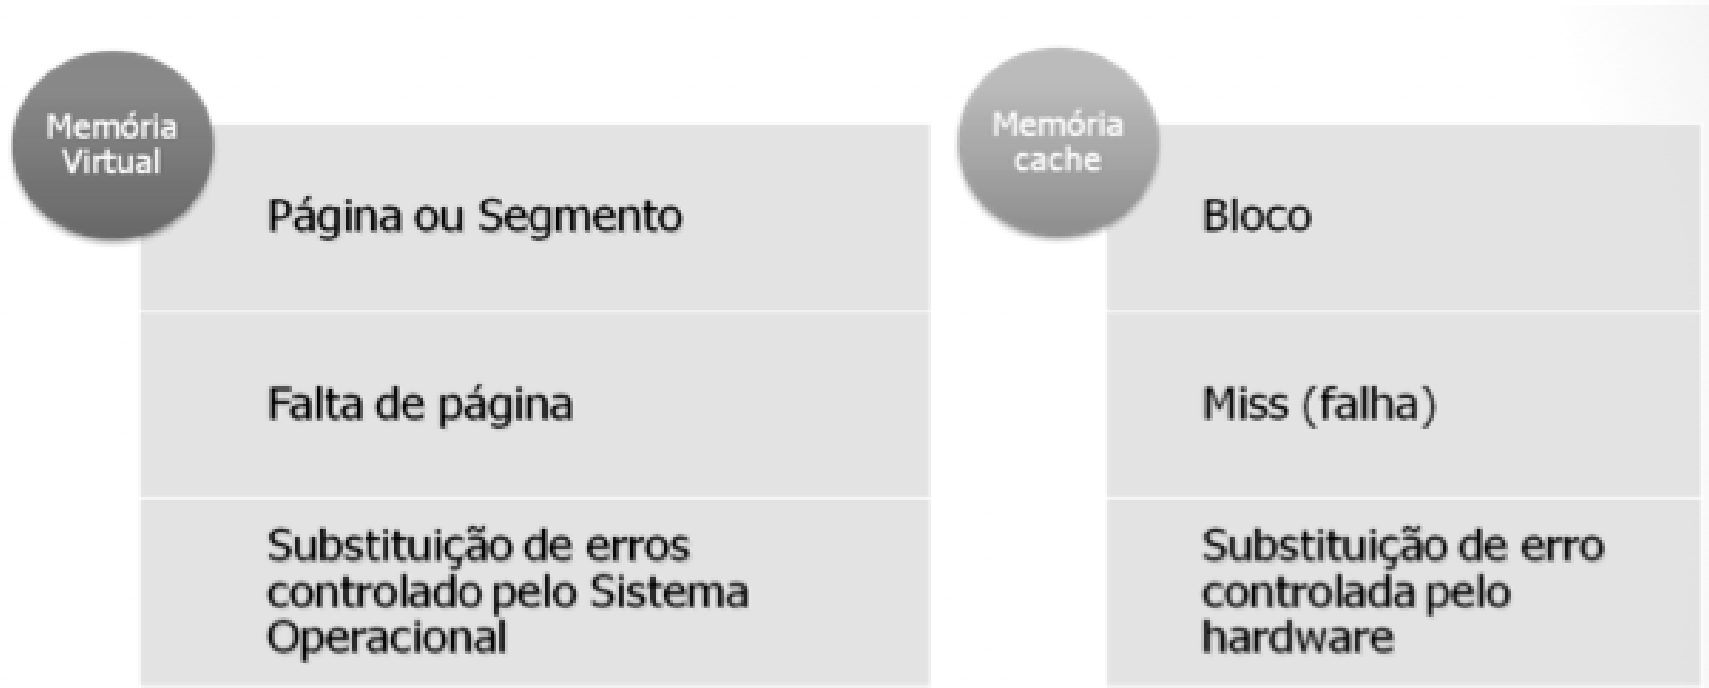 Memória
Virtual
Página ou Segmento
Falta de página
Substituição de erros
controlado pelo Sistema
Operacional
Memória
cache
Bloco
Miss (falha)
Substituição de erro
controlada pelo
hardware